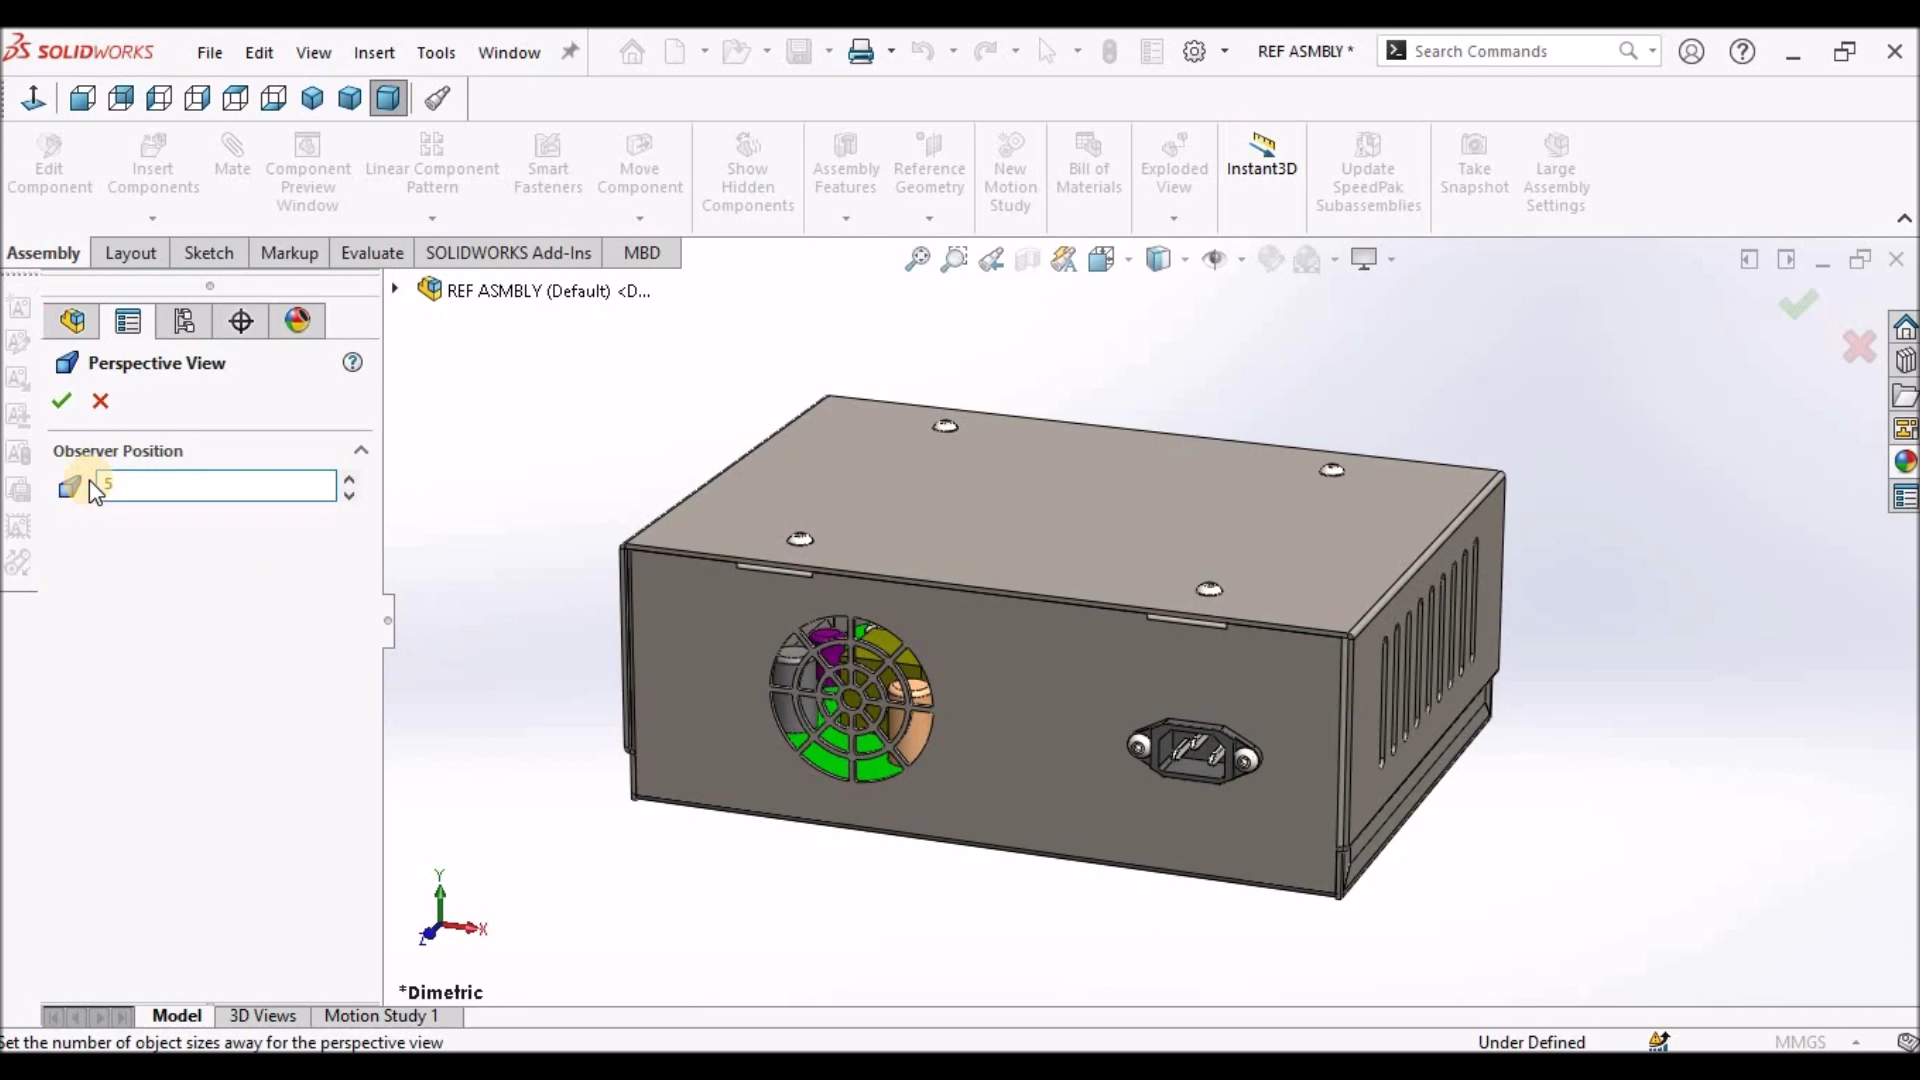 SOLIDWORKS File Edit View Insert Tools Window REF ASMBLY * Search Commands
Edit Component
Insert Components
Mate
Component Preview Window
Linear Component Pattern
Smart Fasteners
Move Component
Show Hidden Components
Assembly Features
Reference Geometry
New Motion Study
Bill of Materials
Exploded View
Instant3D
Update SpeedPak Subassemblies
Take Snapshot
Large Assembly Settings
Assembly Layout Sketch Markup Evaluate SOLIDWORKS Add-Ins MBD
REF ASMBLY (Default) <D...
Perspective View
Observer Position
5
Y
X
Z
*Dimetric
Model 3D Views Motion Study 1
Set the number of object sizes away for the perspective view Under Defined MMGS